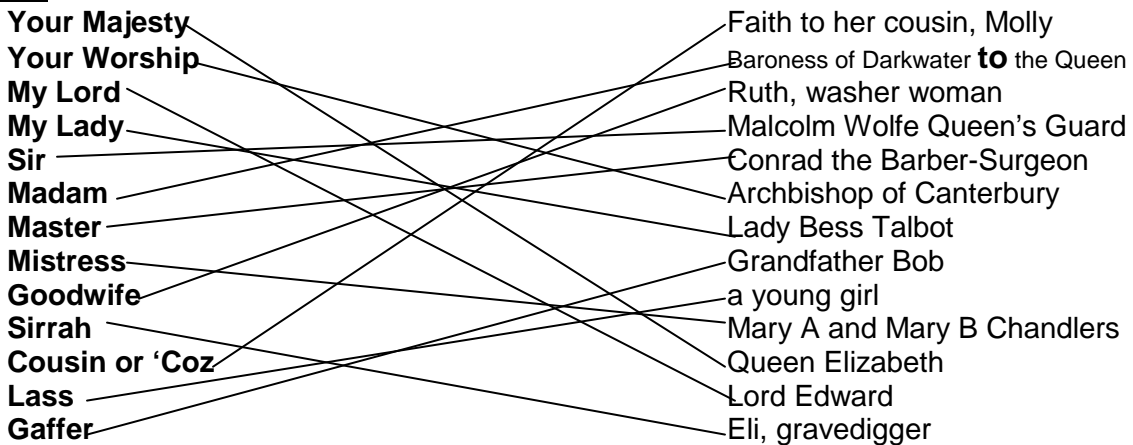 Your Majesty Faith to her cousin, Molly
Your Worship Baroness of Darkwater to the Queen
My Lord Ruth, washer woman
My Lady Malcolm Wolfe Queen's Guard
Sir Conrad the Barber-Surgeon
Madam Archbishop of Canterbury
Master Lady Bess Talbot
Mistress Grandfather Bob
Goodwife a young girl
Sirrah Mary A and Mary B Chandlers
Cousin or ‘Coz Queen Elizabeth
Lass Lord Edward
Gaffer Eli, gravedigger